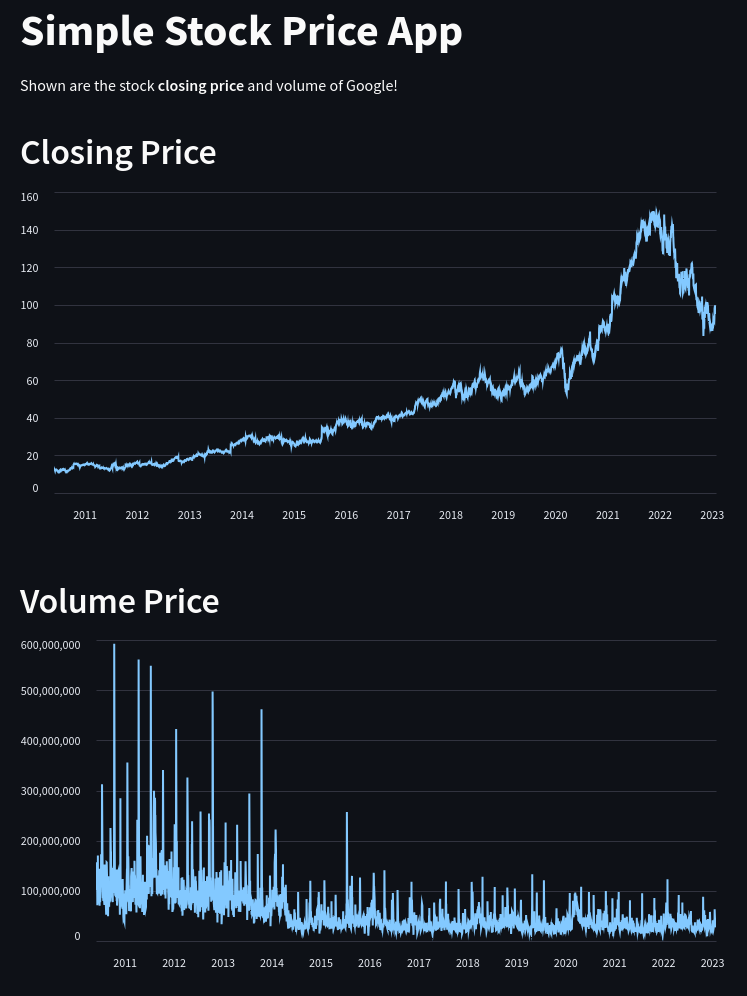 Simple Stock Price App
Shown are the stock closing price and volume of Google!
Closing Price
160
140
120
100
80
60
40
20
0
2011 2012 2013 2014 2015 2016 2017 2018 2019 2020 2021 2022 2023
Volume Price
600,000,000
500,000,000
400,000,000
300,000,000
200,000,000
100,000,000
0
2011 2012 2013 2014 2015 2016 2017 2018 2019 2020 2021 2022 2023